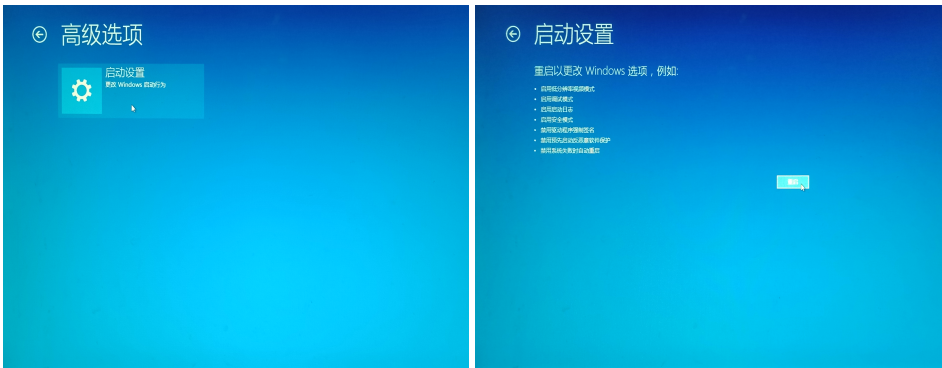 高级选项
启动设置
更改 Windows 启动行为
启动设置
重启以更改 Windows 选项，例如:
• 启用低分辨率视频模式
• 启用调试模式
• 启用启动日志
• 启用安全模式
• 禁用驱动程序强制签名
• 禁用预先启动反恶意软件保护
• 禁用系统失败时自动重启
重启